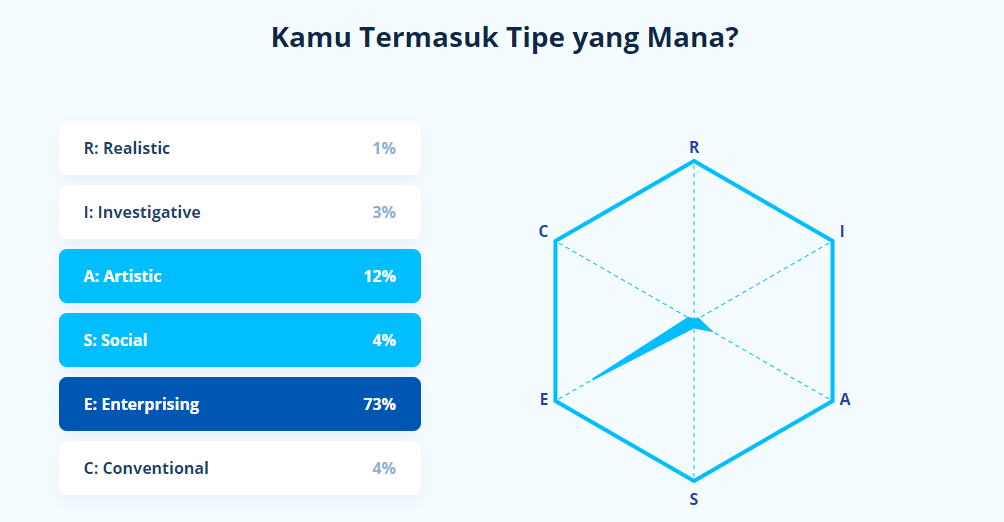 Kamu Termasuk Tipe yang Mana?
R: Realistic 1%
I: Investigative 3%
A: Artistic 12%
S: Social 4%
E: Enterprising 73%
C: Conventional 4%
R
C
I
E
A
S